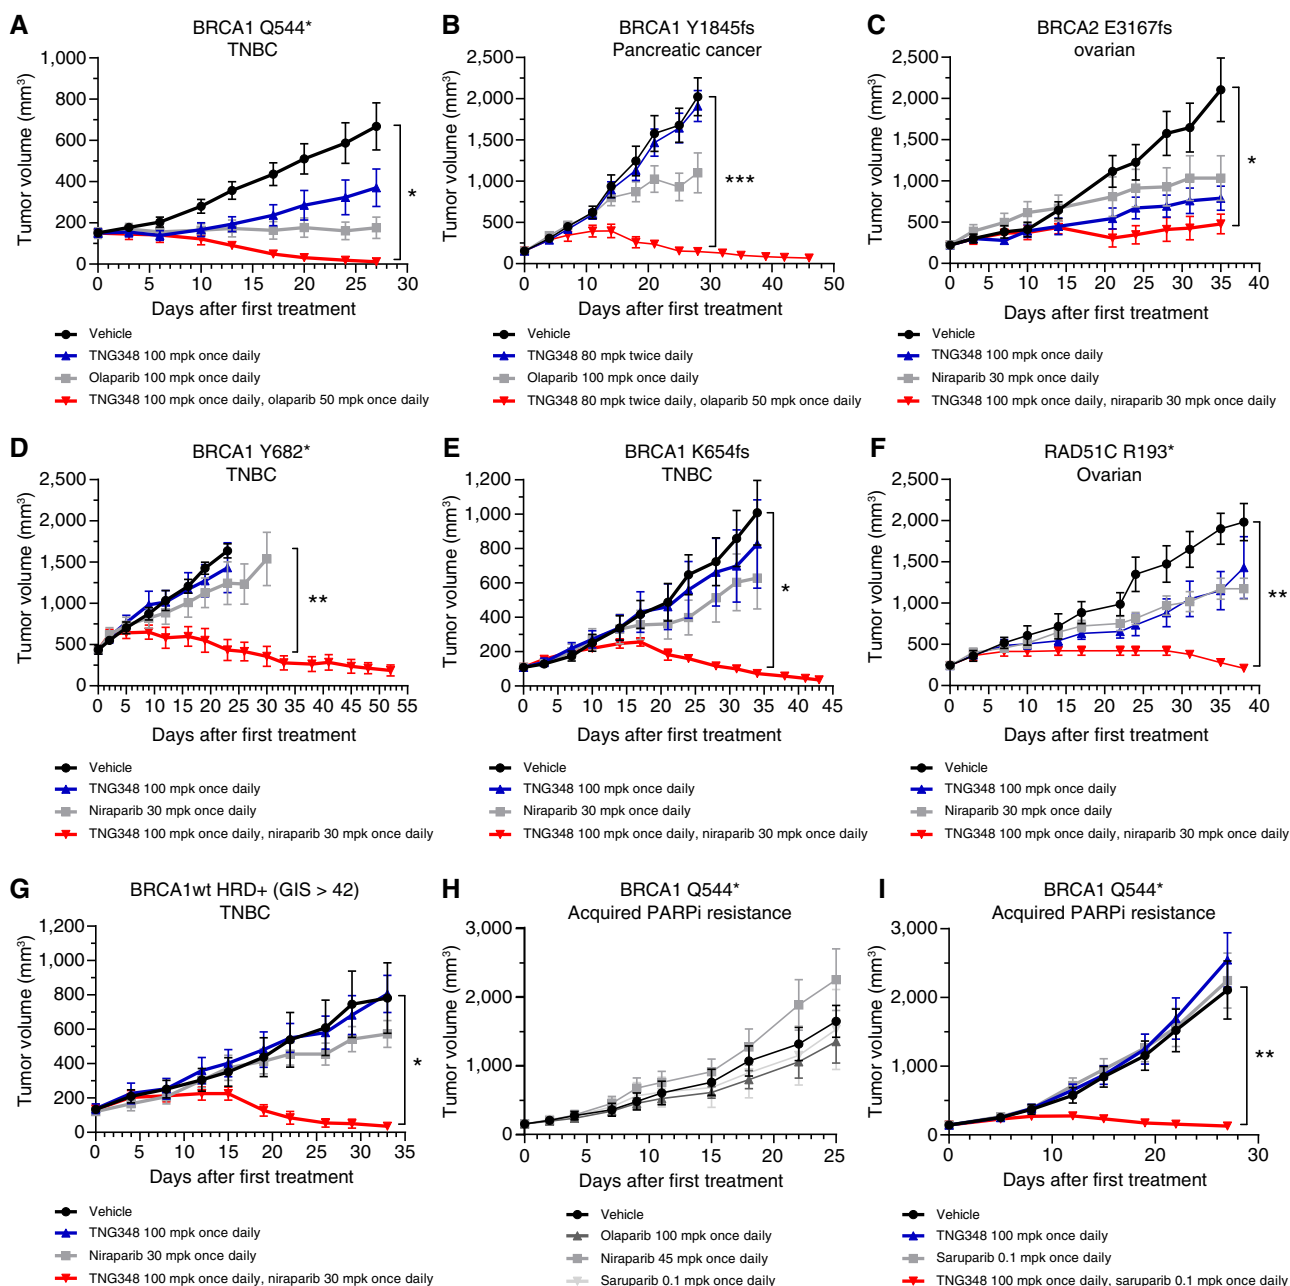 A
BRCA1 Q544*
TNBC
Tumor volume (mm³)
1,000
800
600
400
200
0
*
0 5 10 15 20 25 30
Days after first treatment
Vehicle
TNG348 100 mpk once daily
Olaparib 100 mpk once daily
TNG348 100 mpk once daily, olaparib 50 mpk once daily
B
BRCA1 Y1845fs
Pancreatic cancer
Tumor volume (mm³)
2,500
2,000
1,500
1,000
500
0
***
0 10 20 30 40 50
Days after first treatment
Vehicle
TNG348 80 mpk twice daily
Olaparib 100 mpk once daily
TNG348 80 mpk twice daily, olaparib 50 mpk once daily
C
BRCA2 E3167fs
ovarian
Tumor volume (mm³)
2,500
2,000
1,500
1,000
500
0
*
0 5 10 15 20 25 30 35 40
Days after first treatment
Vehicle
TNG348 100 mpk once daily
Niraparib 30 mpk once daily
TNG348 100 mpk once daily, niraparib 30 mpk once daily
D
BRCA1 Y682*
TNBC
Tumor volume (mm³)
2,500
2,000
1,500
1,000
500
0
**
0 5 10 15 20 25 30 35 40 45 50 55
Days after first treatment
Vehicle
TNG348 100 mpk once daily
Niraparib 30 mpk once daily
TNG348 100 mpk once daily, niraparib 30 mpk once daily
E
BRCA1 K654fs
TNBC
Tumor volume (mm³)
1,200
1,000
800
600
400
200
0
*
0 5 10 15 20 25 30 35 40 45
Days after first treatment
Vehicle
TNG348 100 mpk once daily
Niraparib 30 mpk once daily
TNG348 100 mpk once daily, niraparib 30 mpk once daily
F
RAD51C R193*
Ovarian
Tumor volume (mm³)
2,500
2,000
1,500
1,000
500
0
**
0 5 10 15 20 25 30 35 40
Days after first treatment
Vehicle
TNG348 100 mpk once daily
Niraparib 30 mpk once daily
TNG348 100 mpk once daily, niraparib 30 mpk once daily
G
BRCA1wt HRD+ (GIS > 42)
TNBC
Tumor volume (mm³)
1,200
1,000
800
600
400
200
0
*
0 5 10 15 20 25 30 35
Days after first treatment
Vehicle
TNG348 100 mpk once daily
Niraparib 30 mpk once daily
TNG348 100 mpk once daily, niraparib 30 mpk once daily
H
BRCA1 Q544*
Acquired PARPi resistance
Tumor volume (mm³)
3,000
2,000
1,000
0
0 5 10 15 20 25
Days after first treatment
Vehicle
Olaparib 100 mpk once daily
Niraparib 45 mpk once daily
Saruparib 0.1 mpk once daily
I
BRCA1 Q544*
Acquired PARPi resistance
Tumor volume (mm³)
3,000
2,000
1,000
0
**
0 10 20 30
Days after first treatment
Vehicle
TNG348 100 mpk once daily
Saruparib 0.1 mpk once daily
TNG348 100 mpk once daily, saruparib 0.1 mpk once daily